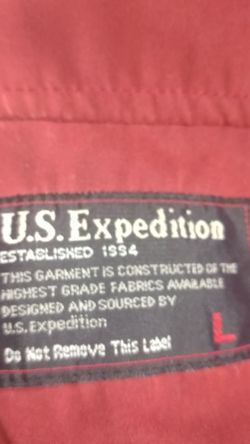 U.S.Expedition
ESTABLISHED 1994
THIS GARMENT IS CONSTRUCTED OF THE
HIGHEST GRADE FABRICS AVAILABLE
DESIGNED AND SOURCED BY
U.S.Expedition
L
Do Not Remove This Label